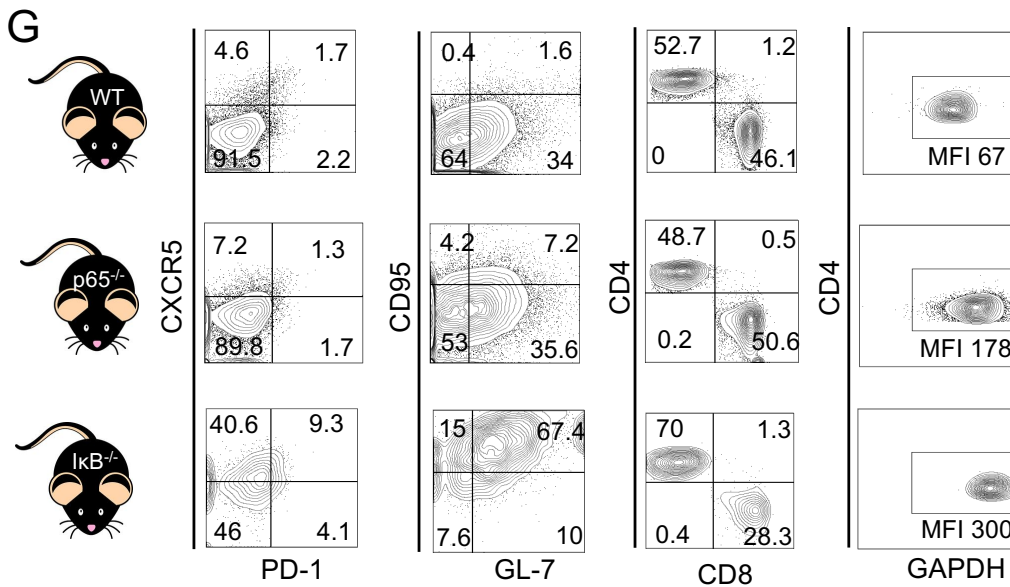 G
WT
CXCR5
4.6 1.7
91.5 2.2
CD95
0.4 1.6
64 34
CD4
52.7 1.2
0 46.1
CD4
MFI 67
p65-/-
7.2 1.3
89.8 1.7
4.2 7.2
53 35.6
48.7 0.5
0.2 50.6
MFI 178
IκB-/-
40.6 9.3
46 4.1
15 67.4
7.6 10
70 1.3
0.4 28.3
MFI 300
PD-1
GL-7
CD8
GAPDH